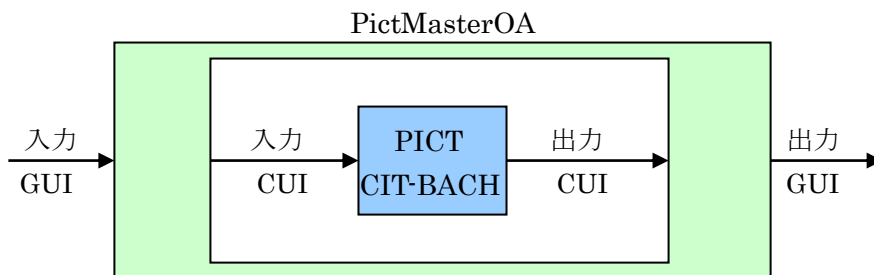 PictMasterOA
入力
GUI
入力
CUI
PICT
CIT-BACH
出力
CUI
出力
GUI